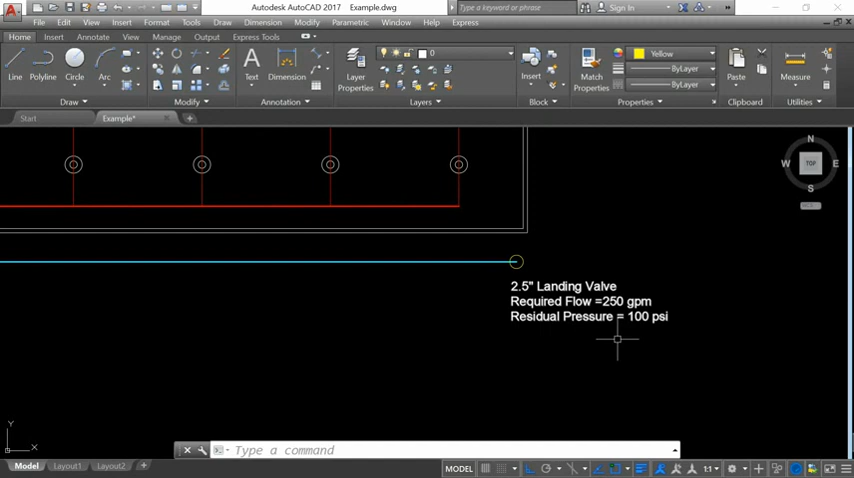 Autodesk AutoCAD 2017 Example.dwg
Type a keyword or phrase
Sign In
File Edit View Insert Format Tools Draw Dimension Modify Parametric Window Help Express
Home Insert Annotate View Manage Output Express Tools
Line Polyline Circle Arc
Text Dimension
Layer Properties
0
Insert
Match Properties
Yellow
ByLayer
ByLayer
Paste
Measure
Draw Modify Annotation Layers Block Properties Clipboard Utilities
Start Example*
N
W TOP E
S
2.5" Landing Valve
Required Flow =250 gpm
Residual Pressure = 100 psi
Y
X
Type a command
Model Layout1 Layout2
MODEL 1:1